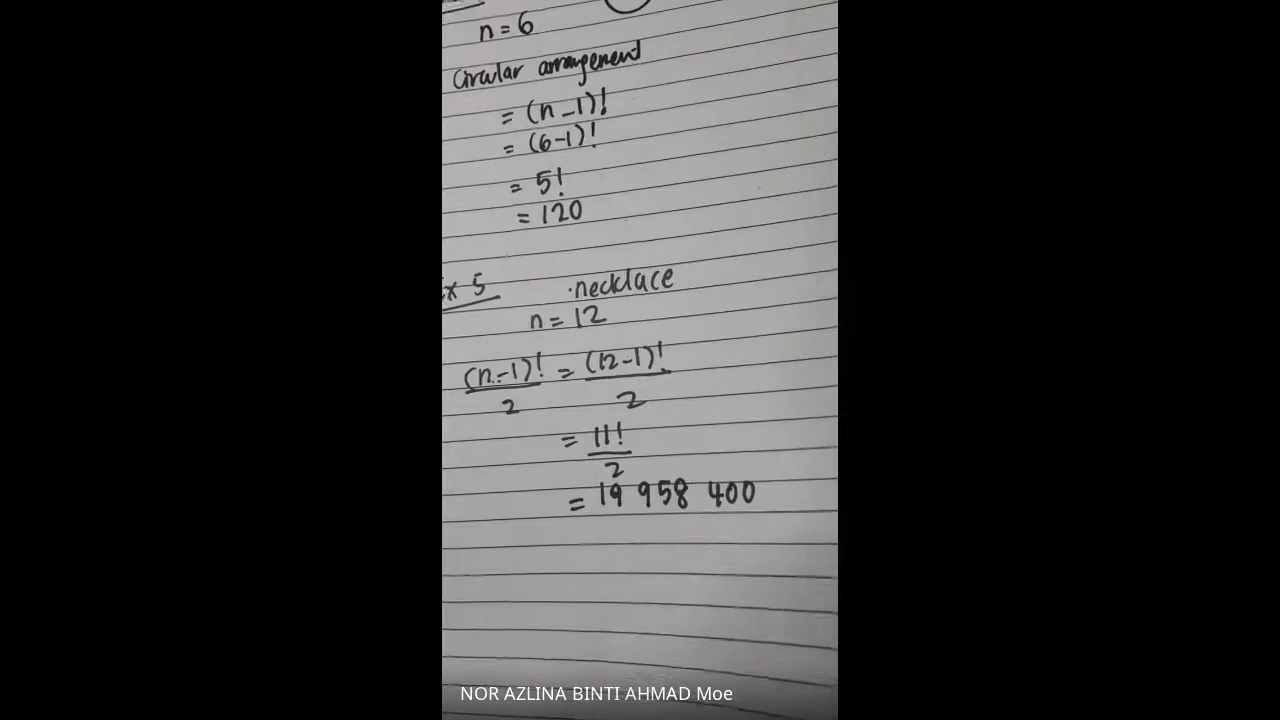 n = 6
Circular arrangement
= (n-1)!
= (6-1)!
= 5!
= 120
Ex 5
·necklace
n = 12
(n-1)!/2 = (12-1)!/2
= 11!/2
= 19 958 400
NOR AZLINA BINTI AHMAD Moe